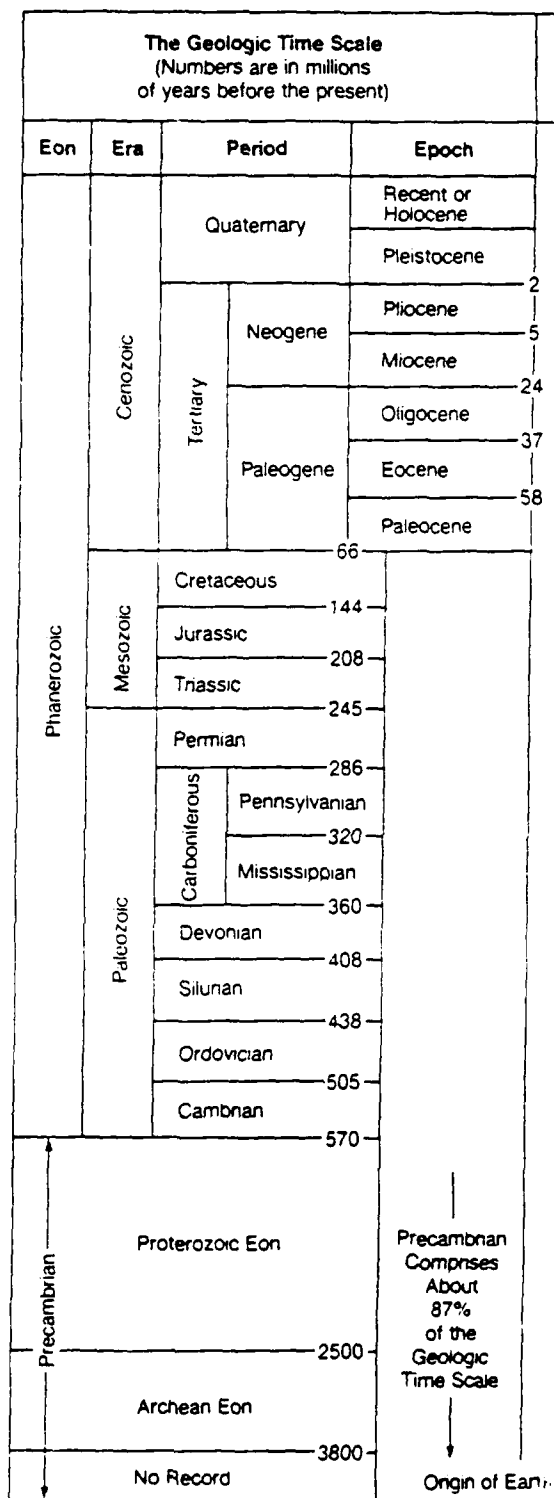 The Geologic Time Scale
(Numbers are in millions
of years before the present)
Eon Era Period Epoch
Phanerozoic
Cenozoic
Quaternary
Recent or
Holocene
Pleistocene
2
Tertiary
Neogene
Pliocene
5
Miocene
24
Paleogene
Oligocene
37
Eocene
58
Paleocene
66
Mesozoic
Cretaceous
144
Jurassic
208
Triassic
245
Paleozoic
Permian
286
Carboniferous
Pennsylvanian
320
Mississippian
360
Devonian
408
Silurian
438
Ordovician
505
Cambrian
570
Precambrian
Proterozoic Eon
2500
Archean Eon
3800
No Record
Precambrian
Comprises
About
87%
of the
Geologic
Time Scale
Origin of Earth